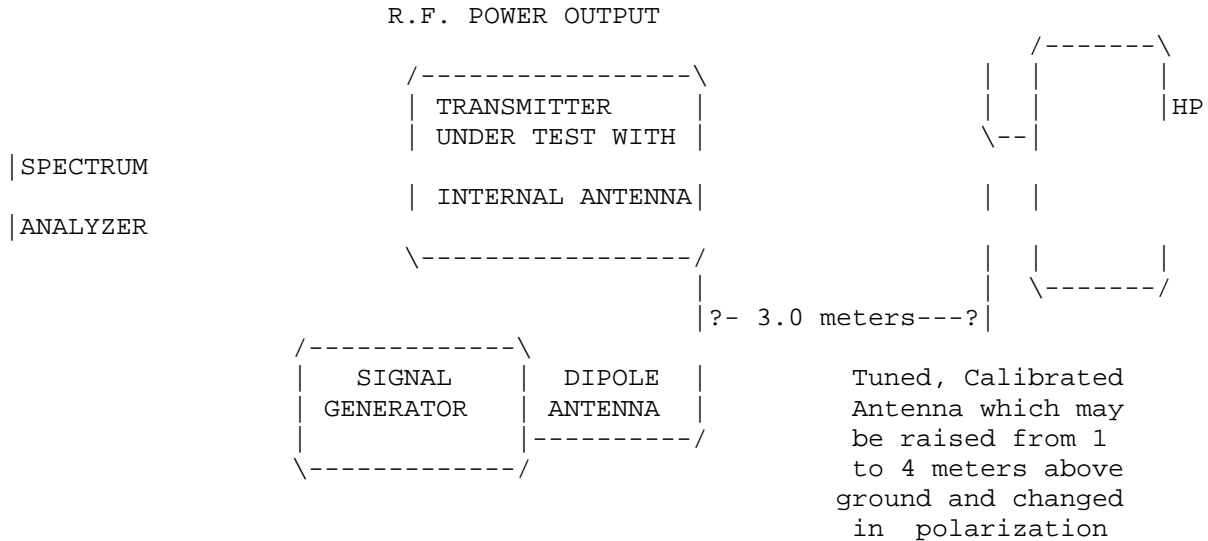 R.F. POWER OUTPUT
/-------\
/-----------------\ | | |
| TRANSMITTER | | | |HP
| UNDER TEST WITH | \--|
|SPECTRUM
| INTERNAL ANTENNA| | |
|ANALYZER
\-----------------/ | | |
| | \-------/
|?- 3.0 meters---?|
/-------------\
| SIGNAL | DIPOLE | Tuned, Calibrated
| GENERATOR | ANTENNA | Antenna which may
| |----------/ be raised from 1
\-------------/ to 4 meters above
ground and changed
in polarization